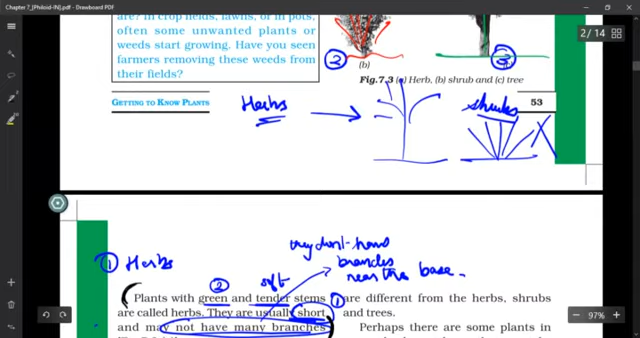 Chapter 7_[Philoid-IN].pdf - Drawboard PDF
2/14
are? In crop fields, lawns, or in pots,
often some unwanted plants or
weeds start growing. Have you seen
farmers removing these weeds from
their fields?
2
(b)
3
Fig.7.3 (a) Herb, (b) shrub and (c) tree
GETTING TO KNOW PLANTS
53
Herbs
Shrubs
1 Herbs
2
soft
they don't have
branches
near the base.
Plants with green and tender stems
are called herbs. They are usually short
and may not have many branches
1
are different from the herbs, shrubs
and trees.
Perhaps there are some plants in
97%